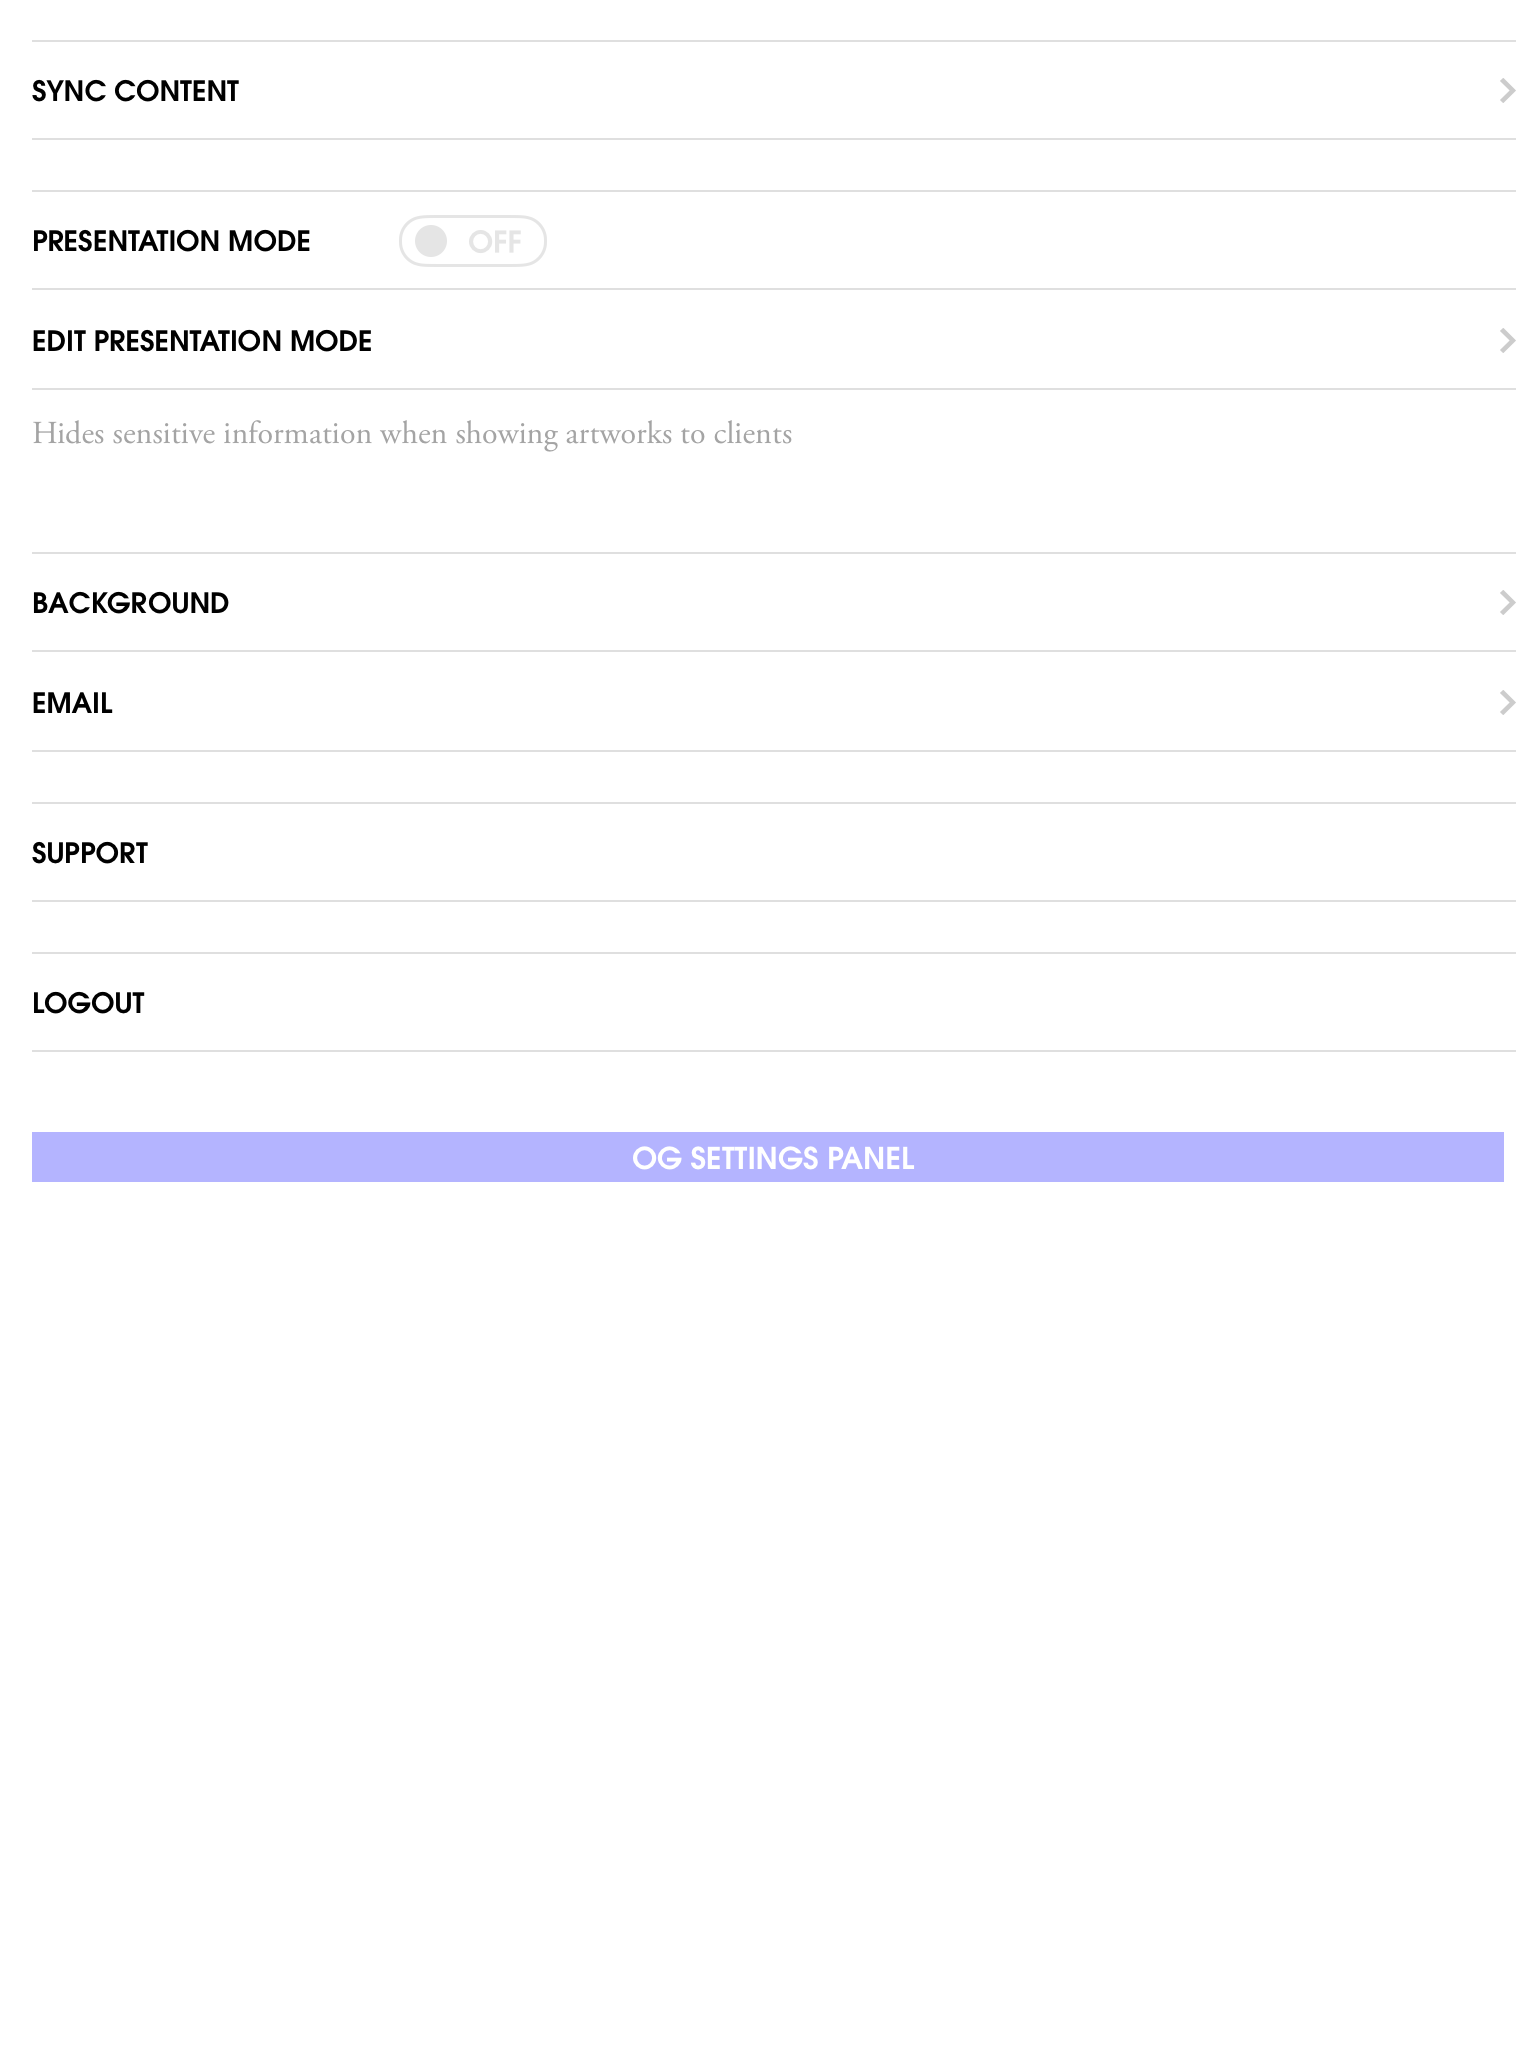 SYNC CONTENT
PRESENTATION MODE OFF
EDIT PRESENTATION MODE
Hides sensitive information when showing artworks to clients
BACKGROUND
EMAIL
SUPPORT
LOGOUT
OG SETTINGS PANEL